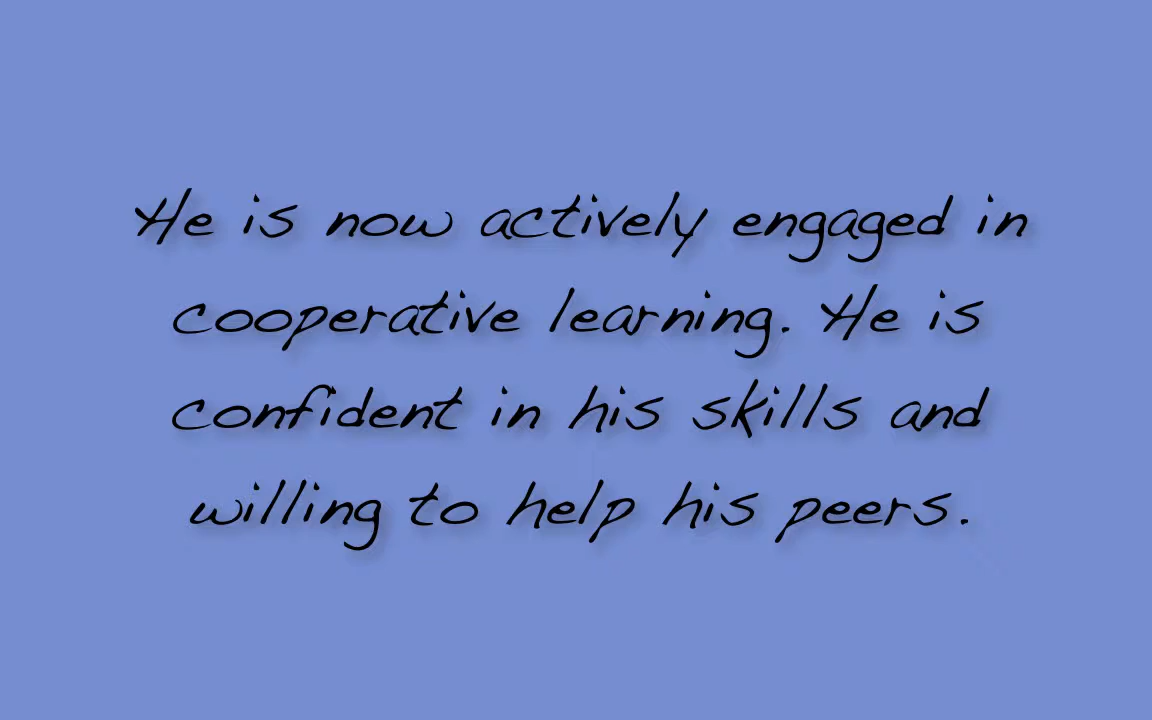 He is now actively engaged in
cooperative learning. He is
confident in his skills and
willing to help his peers.